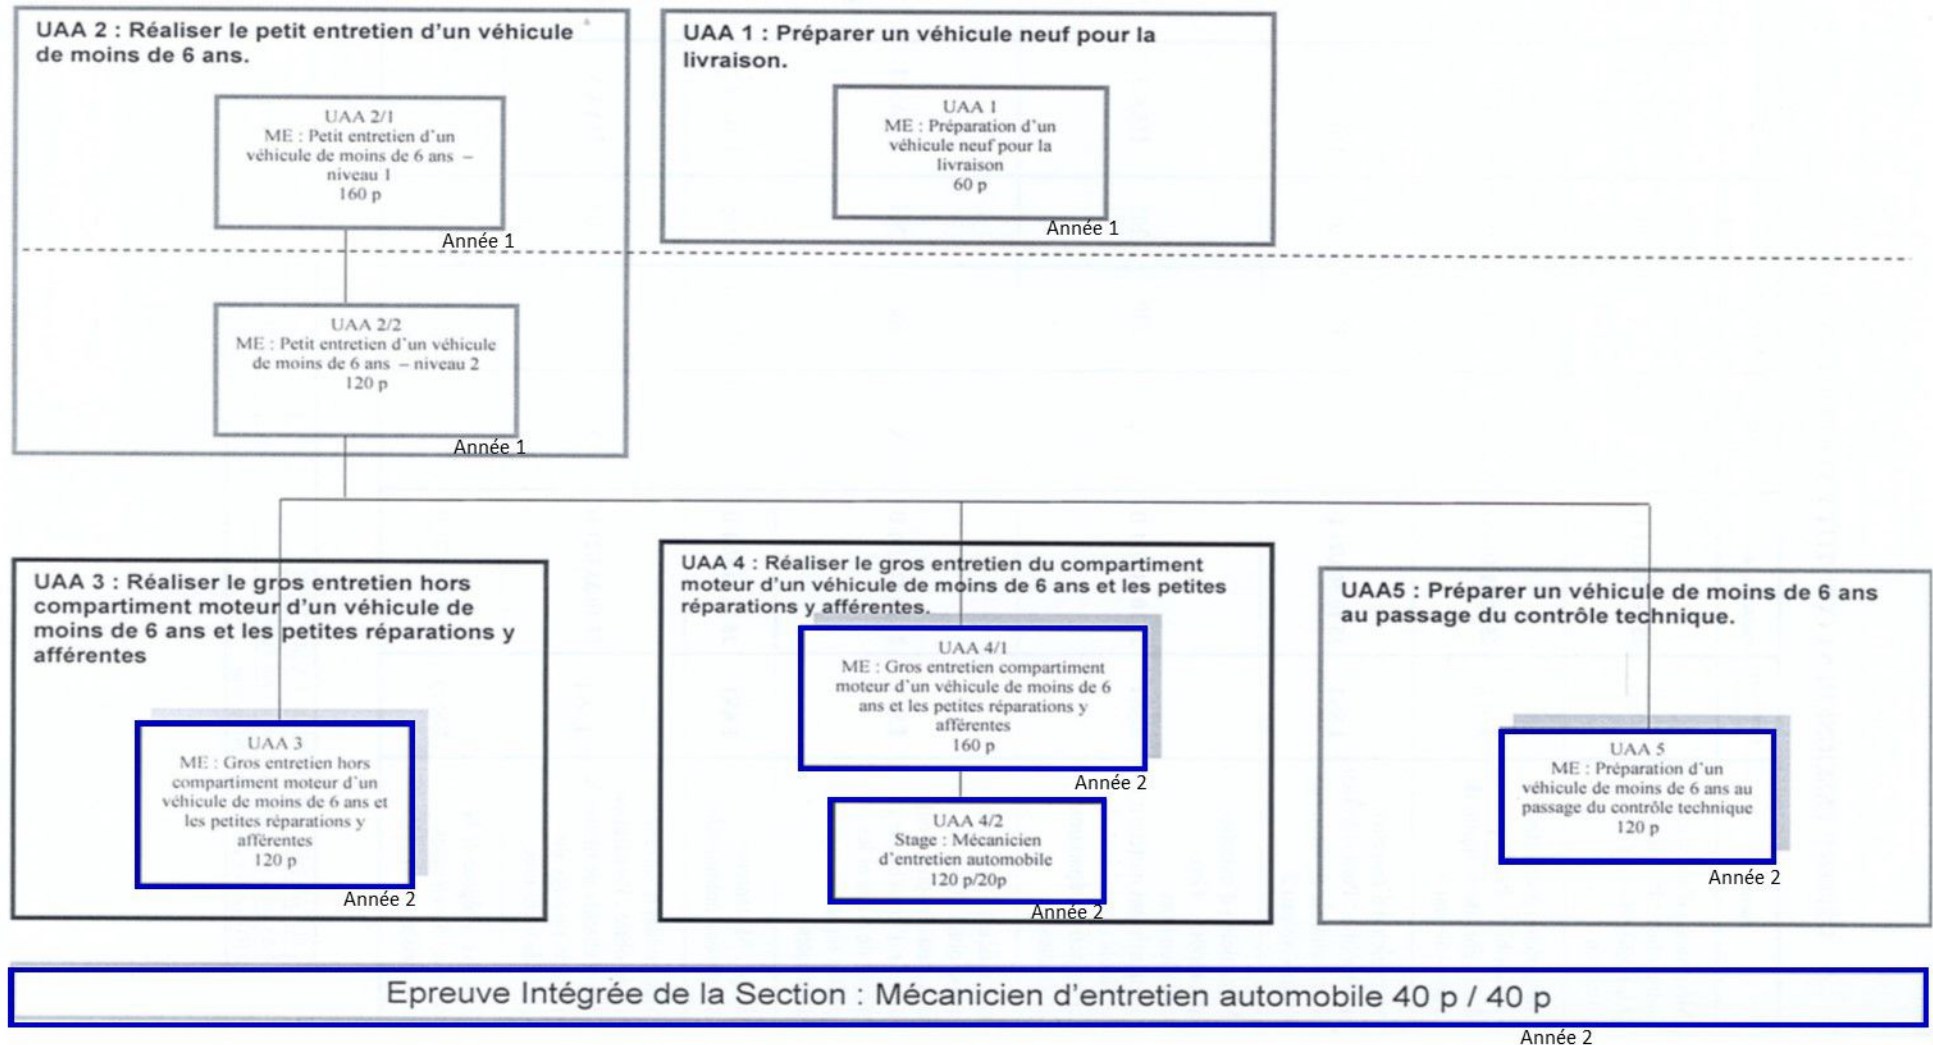 UAA 2 : Réaliser le petit entretien d'un véhicule
de moins de 6 ans.
UAA 2/1
ME : Petit entretien d'un
véhicule de moins de 6 ans –
niveau 1
160 p
Année 1
UAA 1 : Préparer un véhicule neuf pour la
livraison.
UAA 1
ME : Préparation d'un
véhicule neuf pour la
livraison
60 p
Année 1
UAA 2/2
ME : Petit entretien d'un véhicule
de moins de 6 ans – niveau 2
120 p
Année 1
UAA 3 : Réaliser le gros entretien hors
compartiment moteur d'un véhicule de
moins de 6 ans et les petites réparations y
afférentes
UAA 3
ME : Gros entretien hors
compartiment moteur d'un
véhicule de moins de 6 ans et
les petites réparations y
afférentes
120 p
Année 2
UAA 4 : Réaliser le gros entretien du compartiment
moteur d'un véhicule de moins de 6 ans et les petites
réparations y afférentes.
UAA 4/1
ME : Gros entretien compartiment
moteur d'un véhicule de moins de 6
ans et les petites réparations y
afférentes
160 p
Année 2
UAA 4/2
Stage : Mécanicien
d'entretien automobile
120 p/20p
Année 2
UAA5 : Préparer un véhicule de moins de 6 ans
au passage du contrôle technique.
UAA 5
ME : Préparation d'un
véhicule de moins de 6 ans au
passage du contrôle technique
120 p
Année 2
Epreuve Intégrée de la Section : Mécanicien d'entretien automobile 40 p / 40 p
Année 2